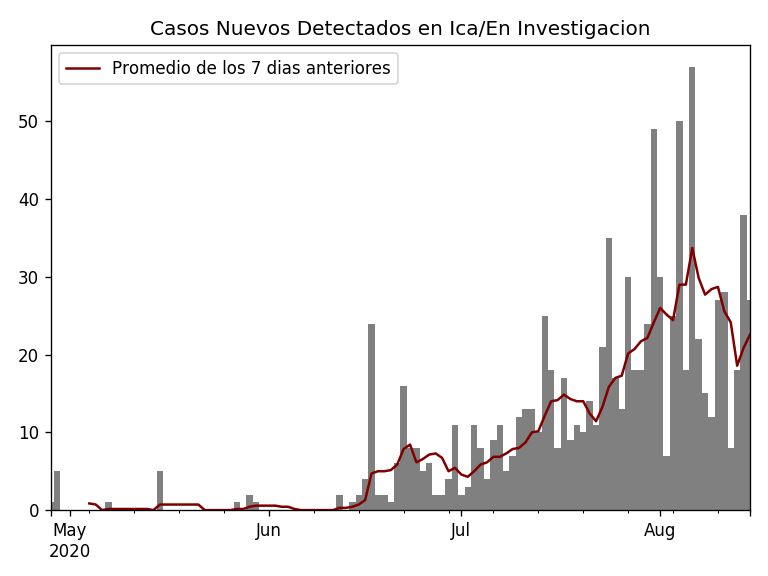 Casos Nuevos Detectados en Ica/En Investigacion
Promedio de los 7 dias anteriores
50
40
30
20
10
0
May Jun Jul Aug
2020